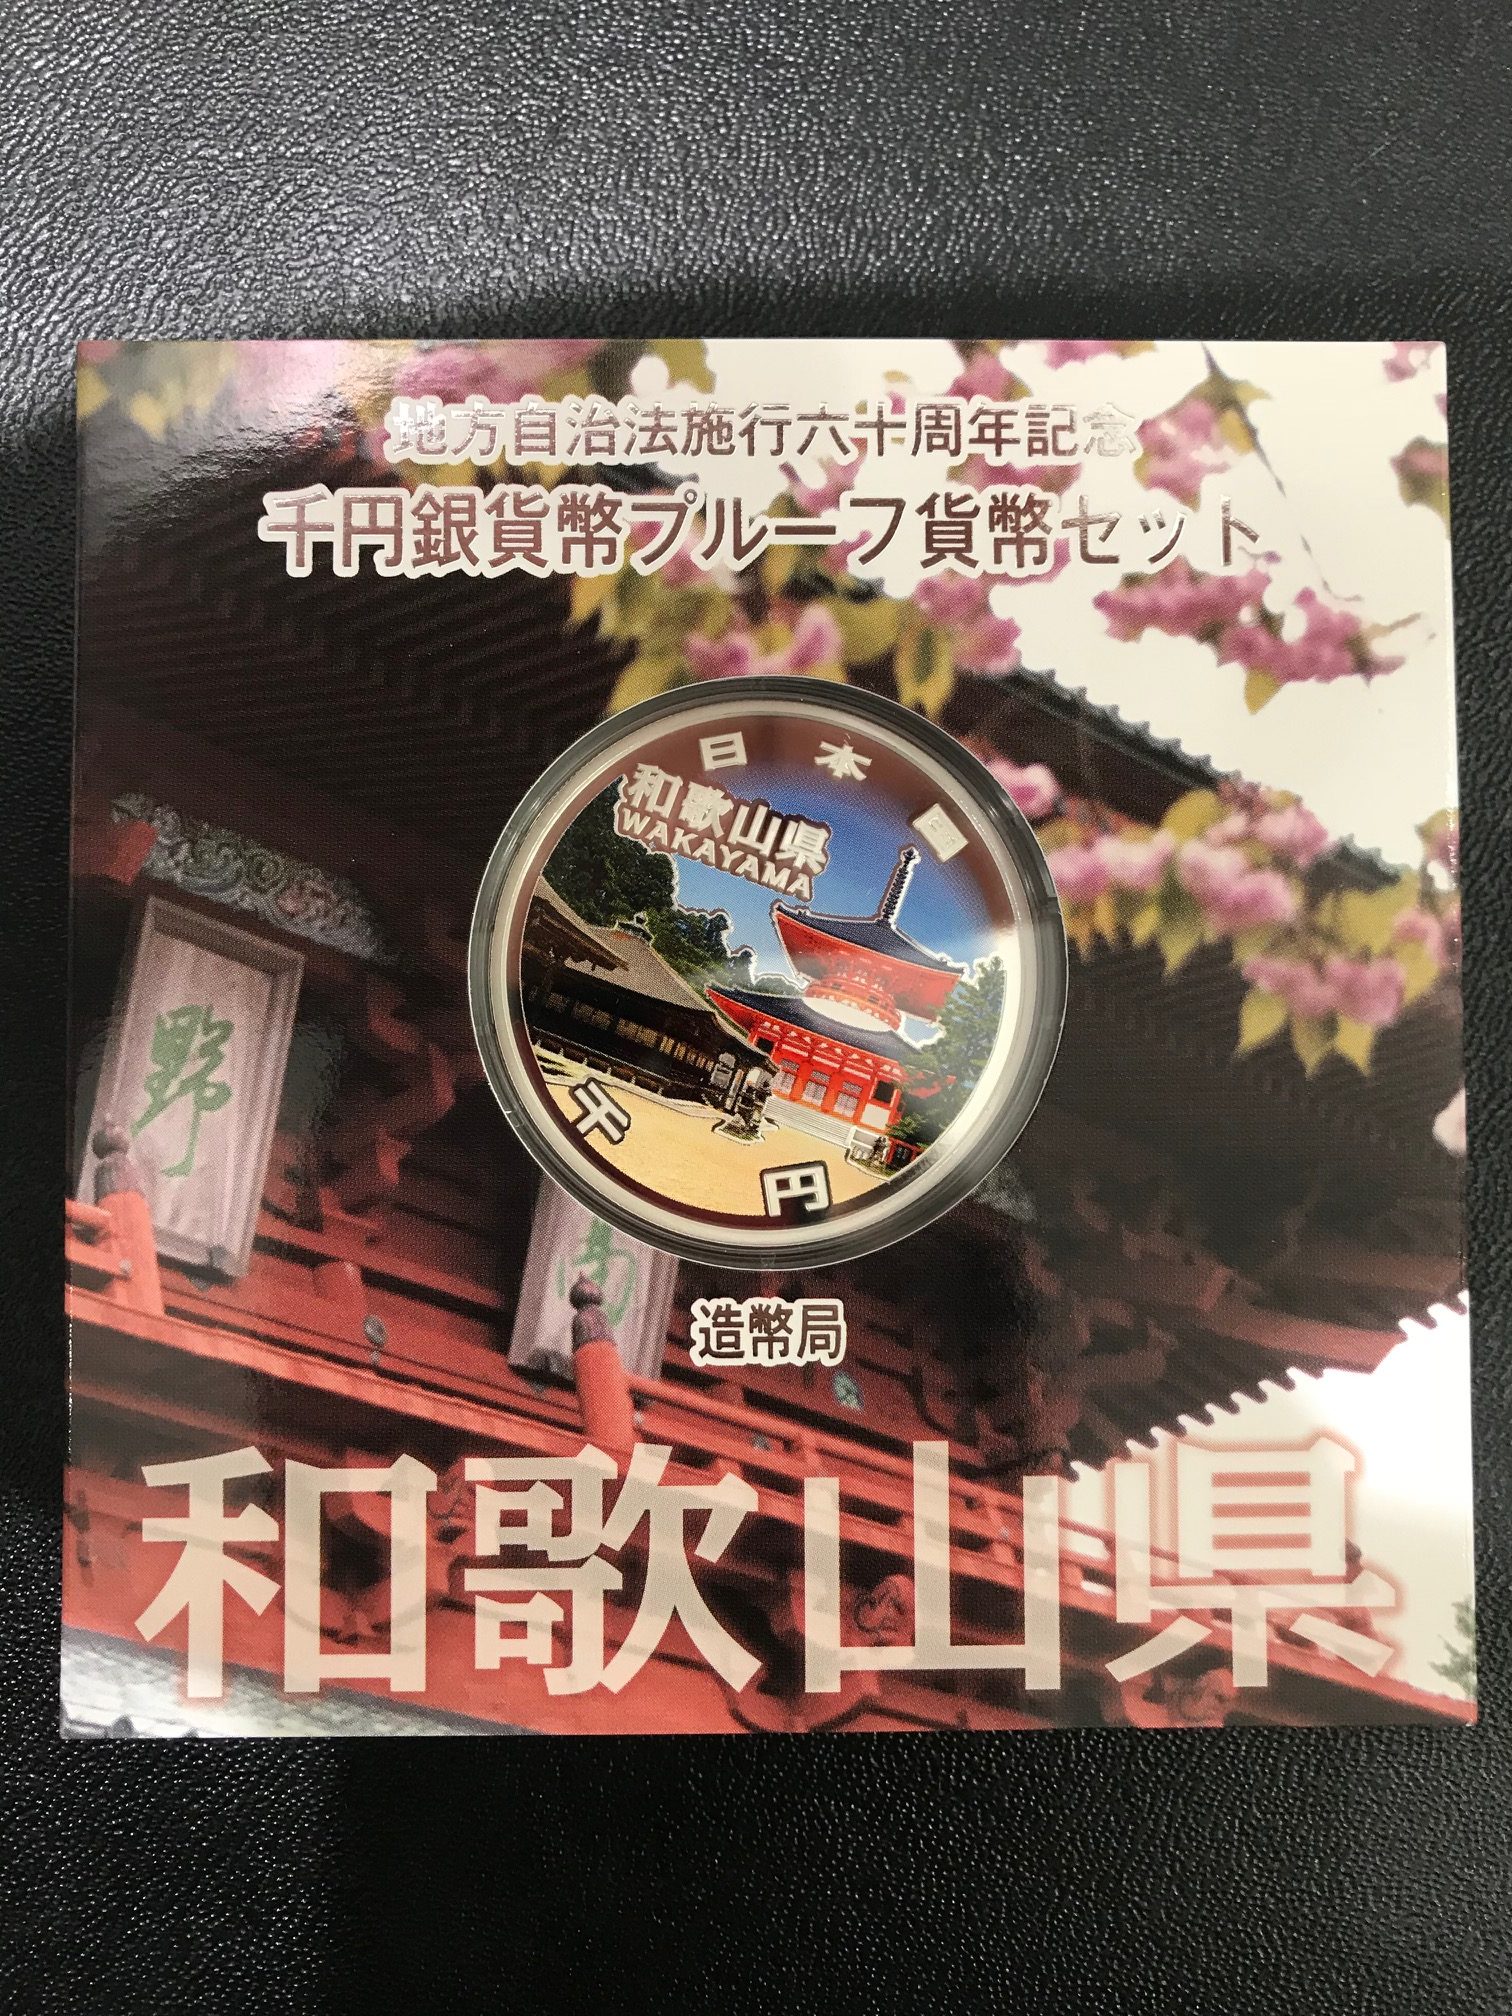 地方自治法施行六十周年記念
千円銀貨幣プルーフ貨幣セット
日本国
和歌山県
WAKAYAMA
千円
野
高
造幣局
和歌山県